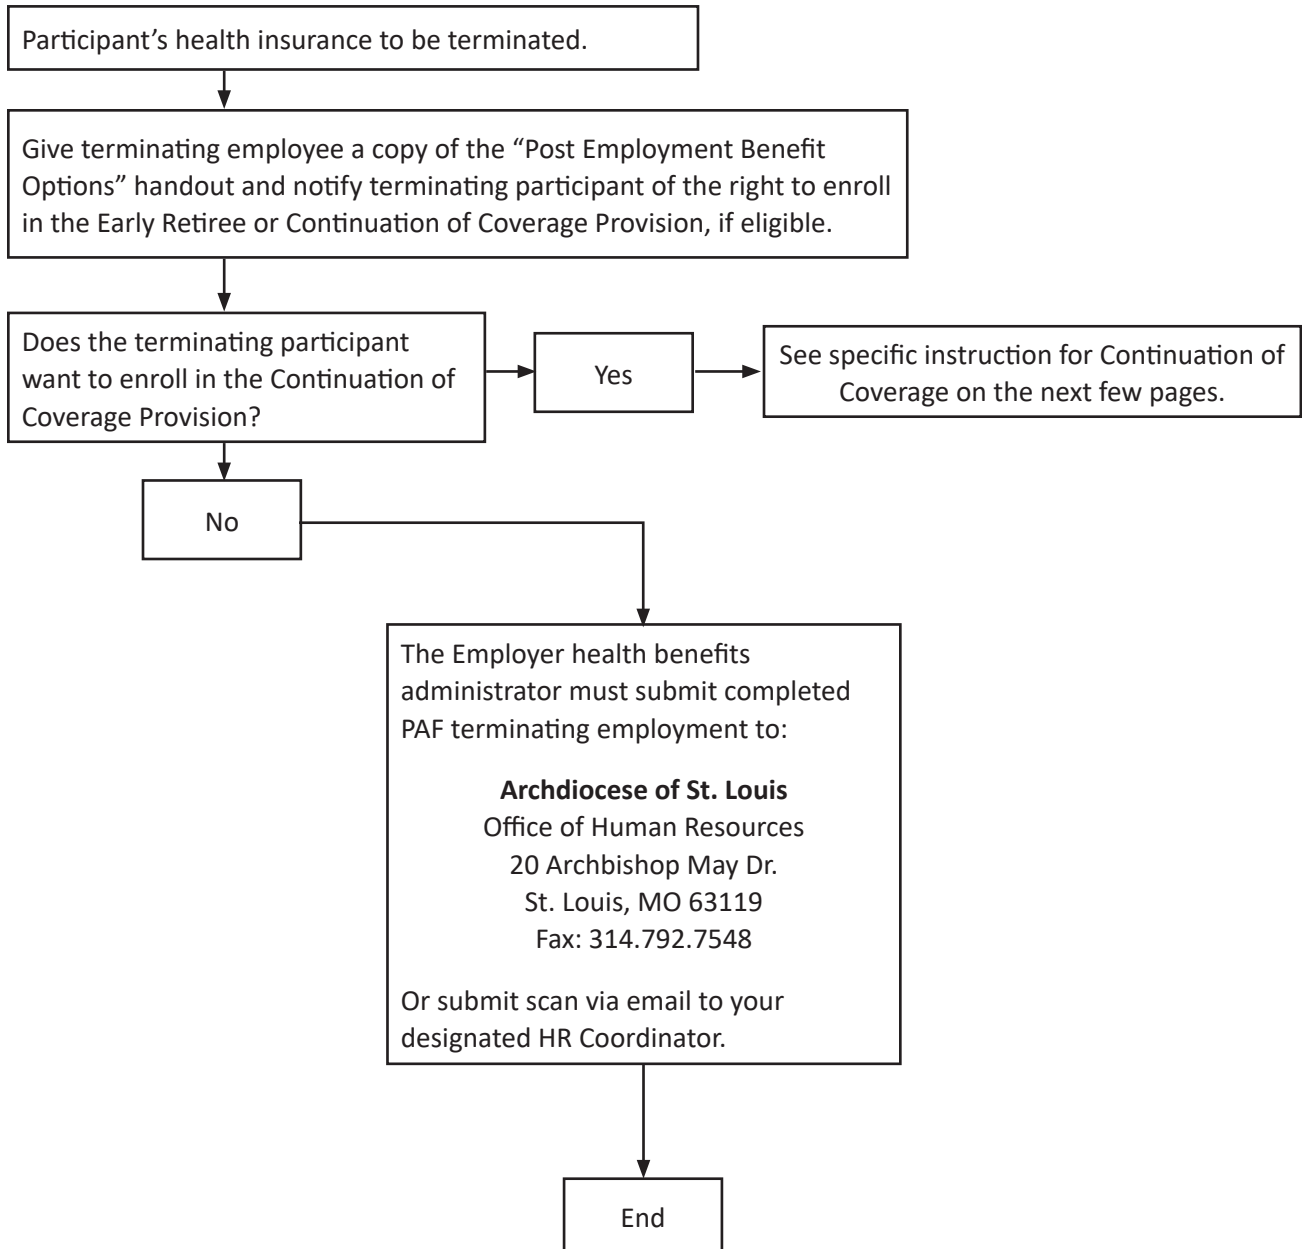 Participant’s health insurance to be terminated.
Give terminating employee a copy of the “Post Employment Benefit
Options” handout and notify terminating participant of the right to enroll
in the Early Retiree or Continuation of Coverage Provision, if eligible.
Does the terminating participant
want to enroll in the Continuation of
Coverage Provision?
Yes
See specific instruction for Continuation of
Coverage on the next few pages.
No
The Employer health benefits
administrator must submit completed
PAF terminating employment to:
Archdiocese of St. Louis
Office of Human Resources
20 Archbishop May Dr.
St. Louis, MO 63119
Fax: 314.792.7548
Or submit scan via email to your
designated HR Coordinator.
End